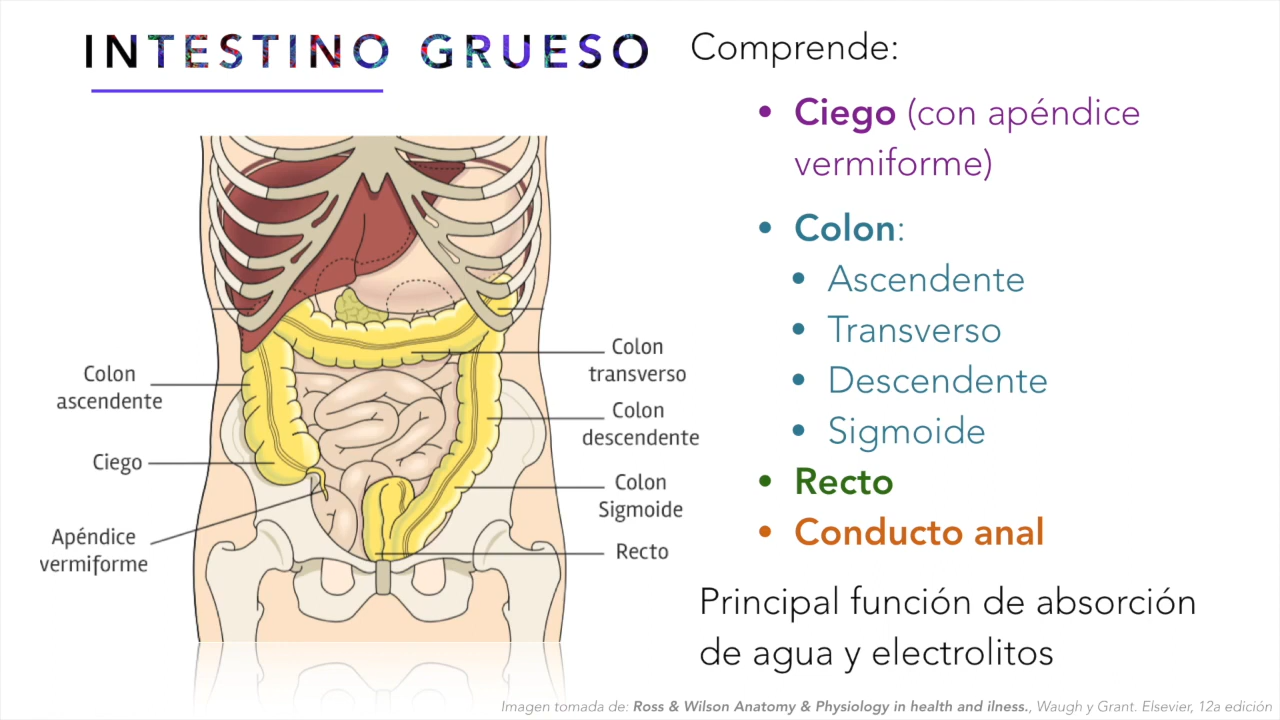 INTESTINO GRUESO
Comprende:
• Ciego (con apéndice
vermiforme)
• Colon:
• Ascendente
• Transverso
• Descendente
• Sigmoide
• Recto
• Conducto anal
Principal función de absorción
de agua y electrolitos
Colon
ascendente
Ciego
Apéndice
vermiforme
Colon
transverso
Colon
descendente
Colon
Sigmoide
Recto
Imagen tomada de: Ross & Wilson Anatomy & Physiology in health and ilness., Waugh y Grant. Elsevier, 12a edición